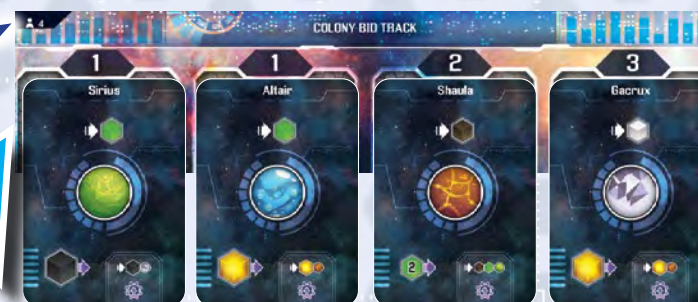 4
COLONY BID TRACK
1 1 2 3
Sirius Altair Shaula Gacrux
2